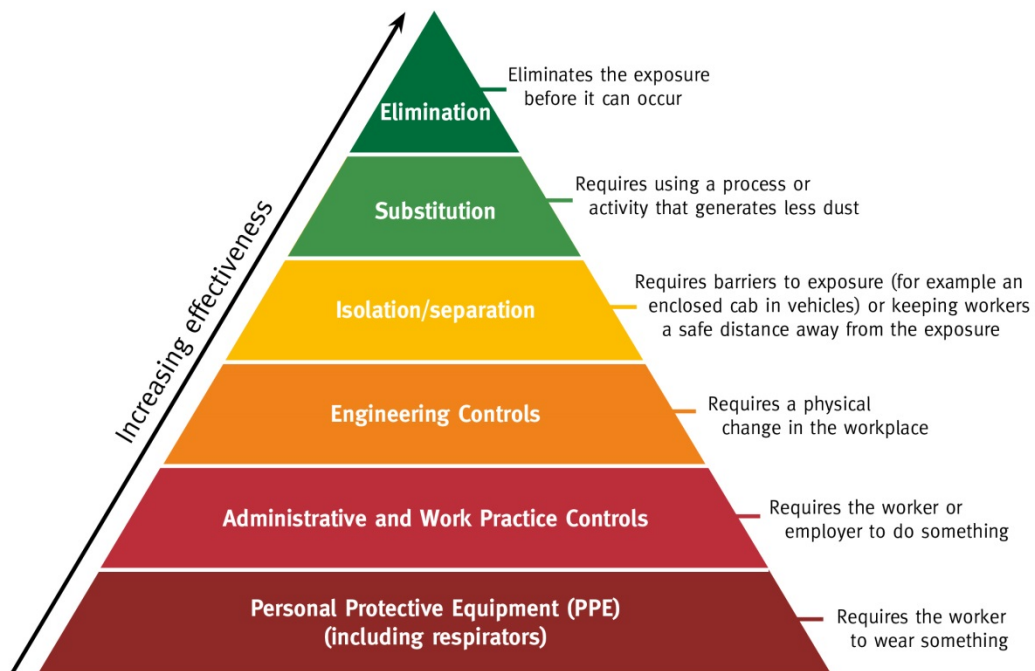 Increasing effectiveness
Elimination
Eliminates the exposure
before it can occur
Substitution
Requires using a process or
activity that generates less dust
Isolation/separation
Requires barriers to exposure (for example an
enclosed cab in vehicles) or keeping workers
a safe distance away from the exposure
Engineering Controls
Requires a physical
change in the workplace
Administrative and Work Practice Controls
Requires the worker or
employer to do something
Personal Protective Equipment (PPE)
(including respirators)
Requires the worker
to wear something